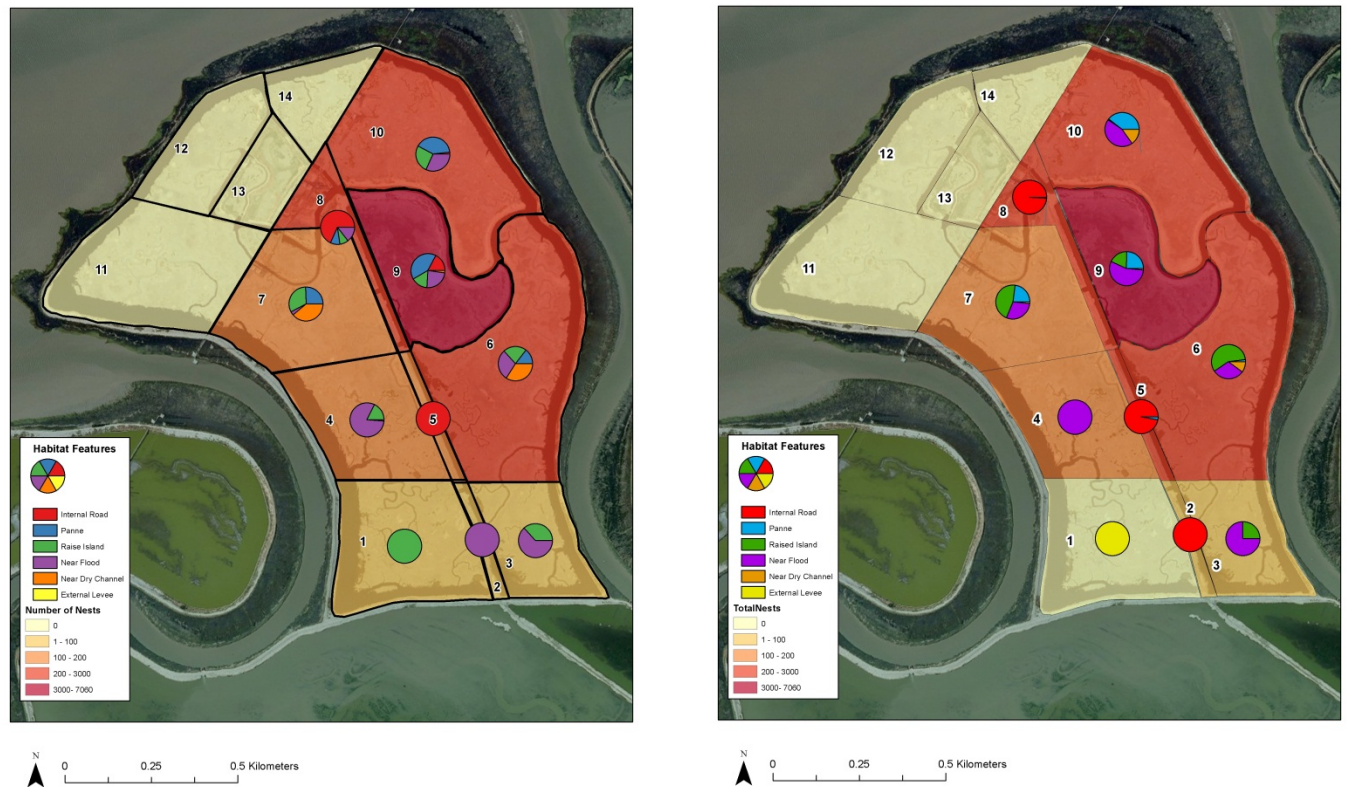 14
10
12
13
8
11
9
7
6
4
5
1
3
2
Habitat Features
Internal Road
Panne
Raise Island
Near Flood
Near Dry Channel
External Levee
Number of Nests
0
1 - 100
100 - 200
200 - 3000
3000- 7060
N
0 0.25 0.5 Kilometers
14
10
12
13
8
11
9
7
6
5
4
2
1
3
Habitat Features
Internal Road
Panne
Raised Island
Near Flood
Near Dry Channel
External Levee
TotalNests
0
1 - 100
100 - 200
200 - 3000
3000- 7060
N
0 0.25 0.5 Kilometers